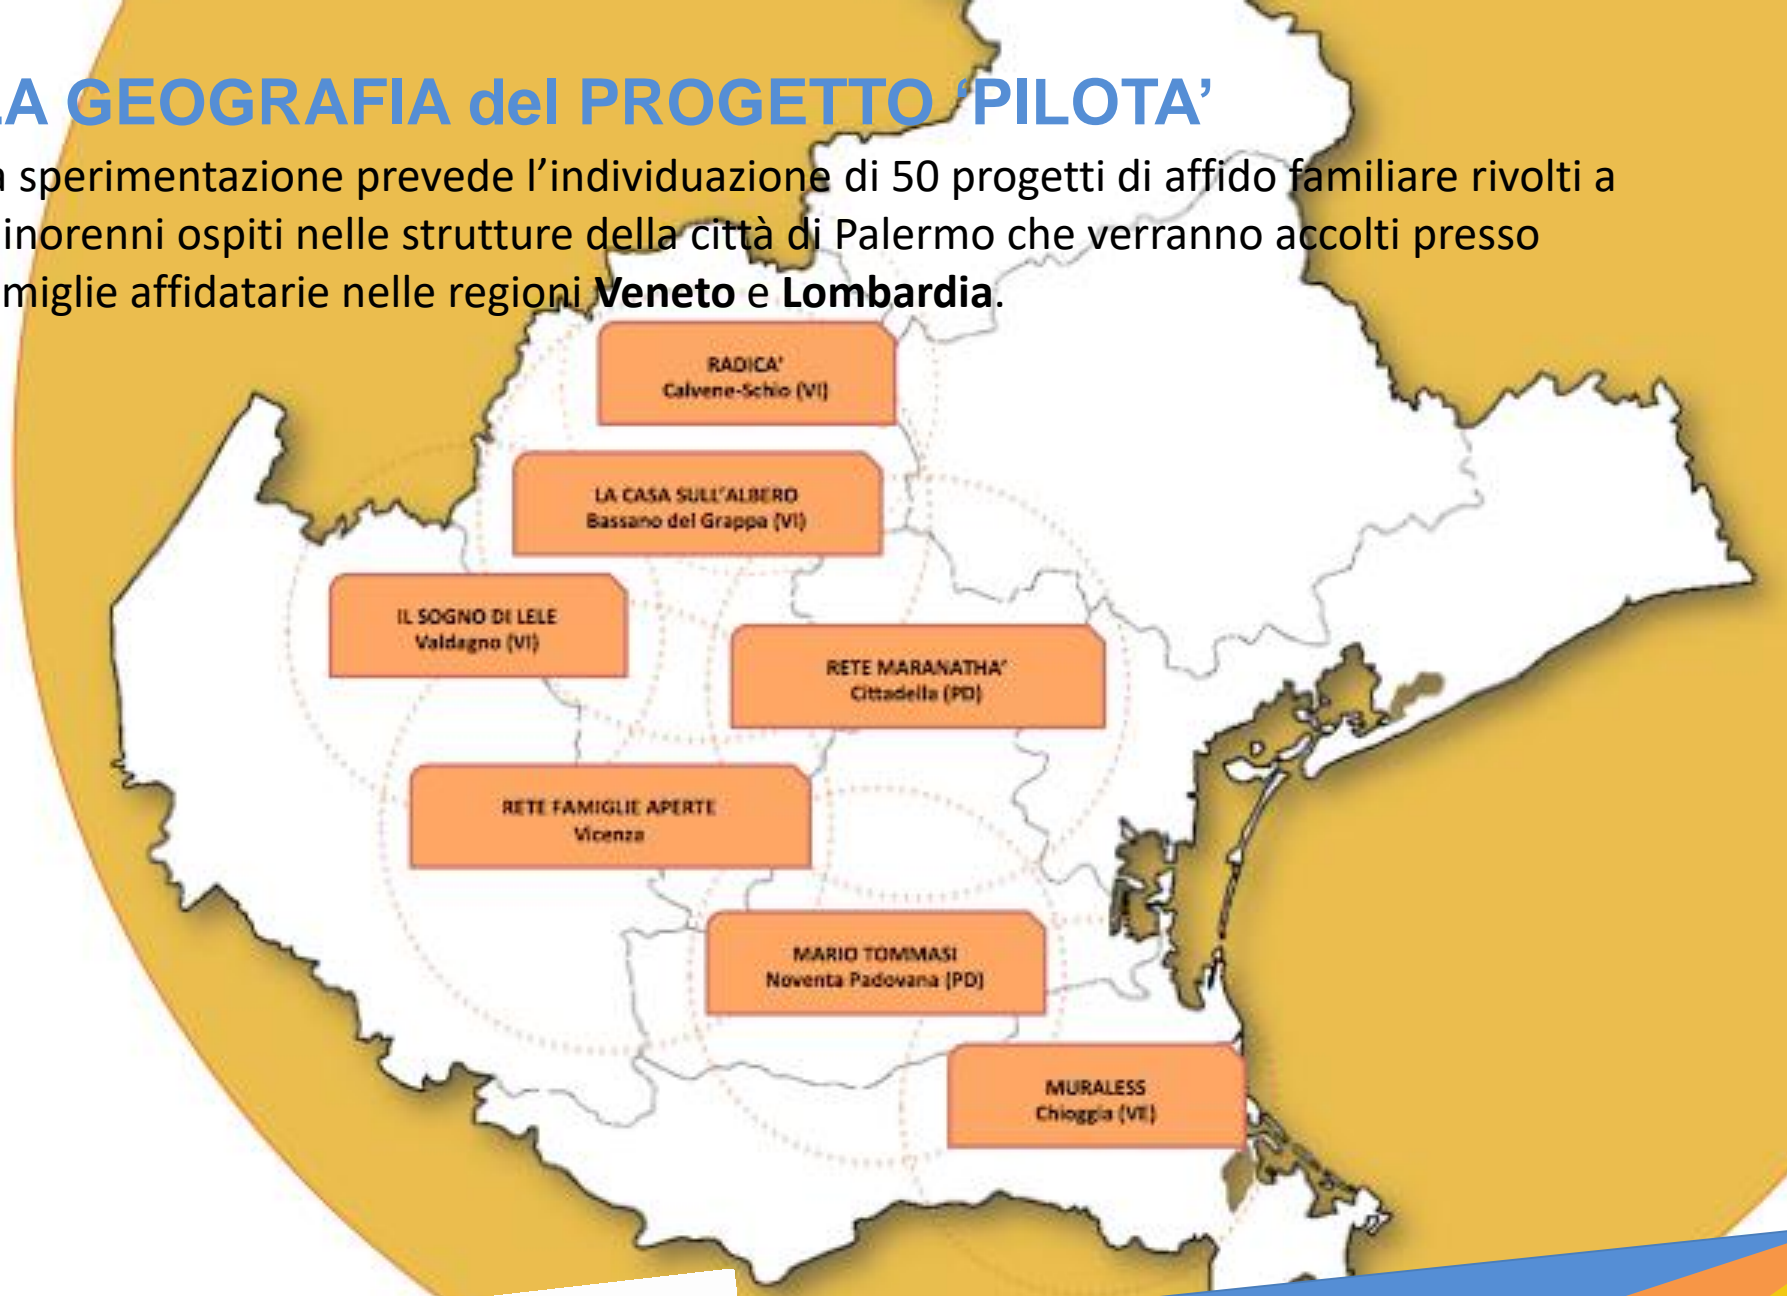 LA GEOGRAFIA del PROGETTO ‘PILOTA’
a sperimentazione prevede l’individuazione di 50 progetti di affido familiare rivolti a
inorenni ospiti nelle strutture della città di Palermo che verranno accolti presso
miglie affidatarie nelle regioni Veneto e Lombardia.
RADICA’
Calvene-Schio (VI)
LA CASA SULL’ALBERO
Bassano del Grappa (VI)
IL SOGNO DI LELE
Valdagno (VI)
RETE MARANATHA’
Cittadella (PD)
RETE FAMIGLIE APERTE
Vicenza
MARIO TOMMASI
Noventa Padovana (PD)
MURALESS
Chioggia (VE)